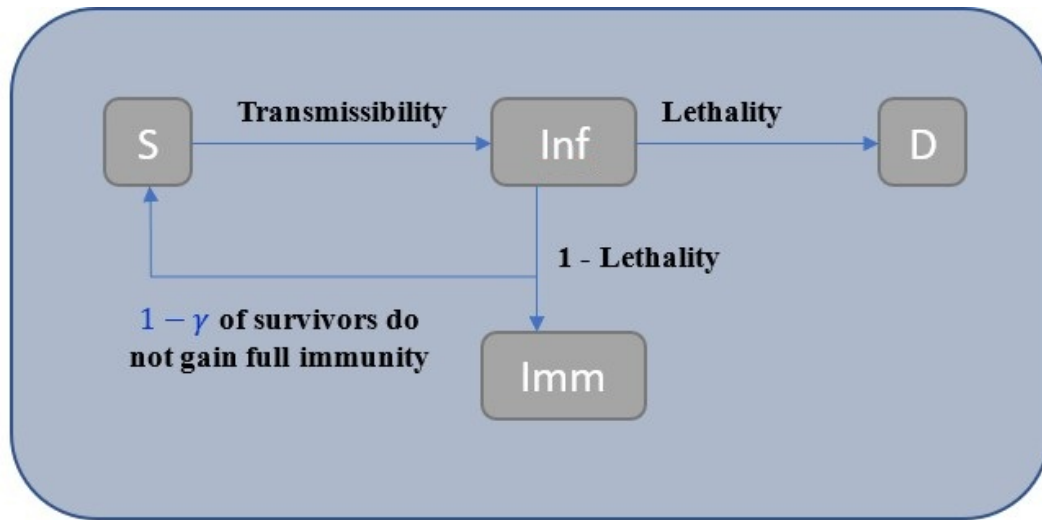 Transmissibility
Lethality
S
Inf
D
1 - Lethality
1 − γ of survivors do
not gain full immunity
Imm